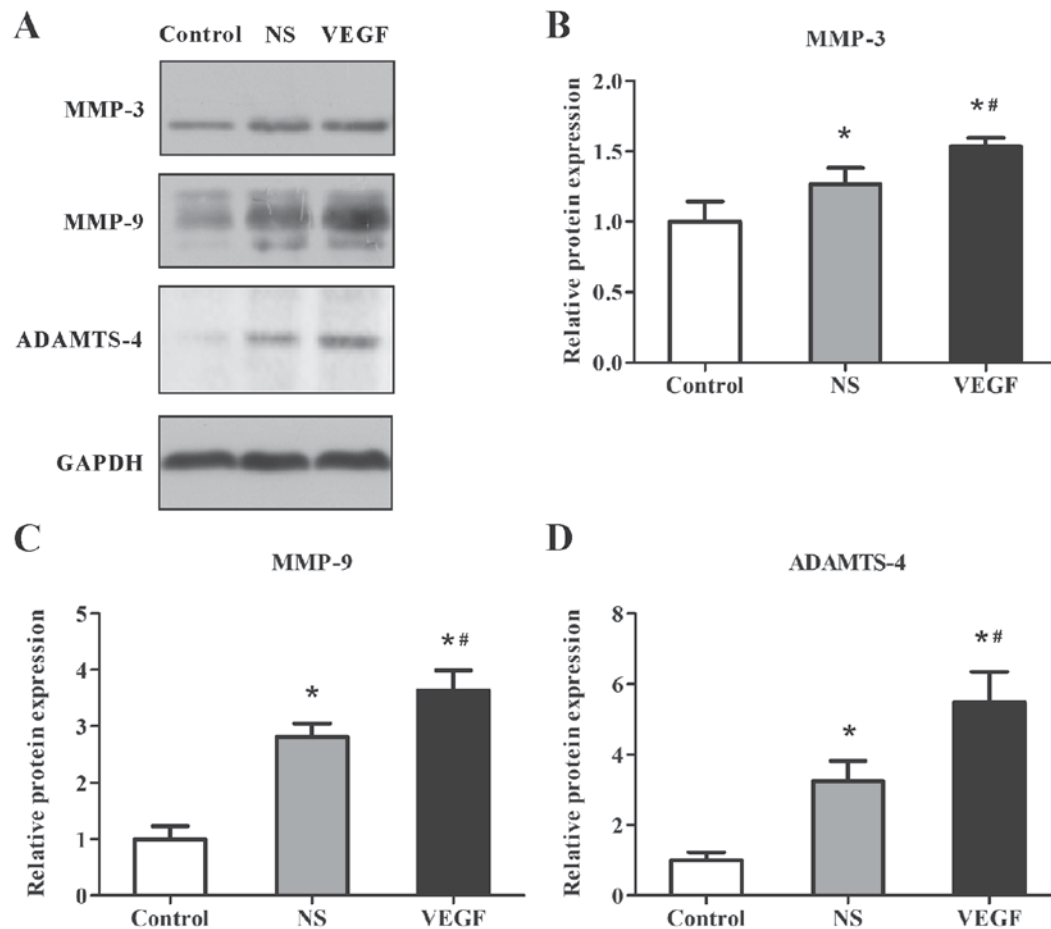 A
Control NS VEGF
MMP-3
MMP-9
ADAMTS-4
GAPDH
B
MMP-3
Relative protein expression
2.0
1.5
1.0
0.5
0.0
*
*#
Control NS VEGF
C
MMP-9
Relative protein expression
5
4
3
2
1
0
*
*#
Control NS VEGF
D
ADAMTS-4
Relative protein expression
8
6
4
2
0
*
*#
Control NS VEGF